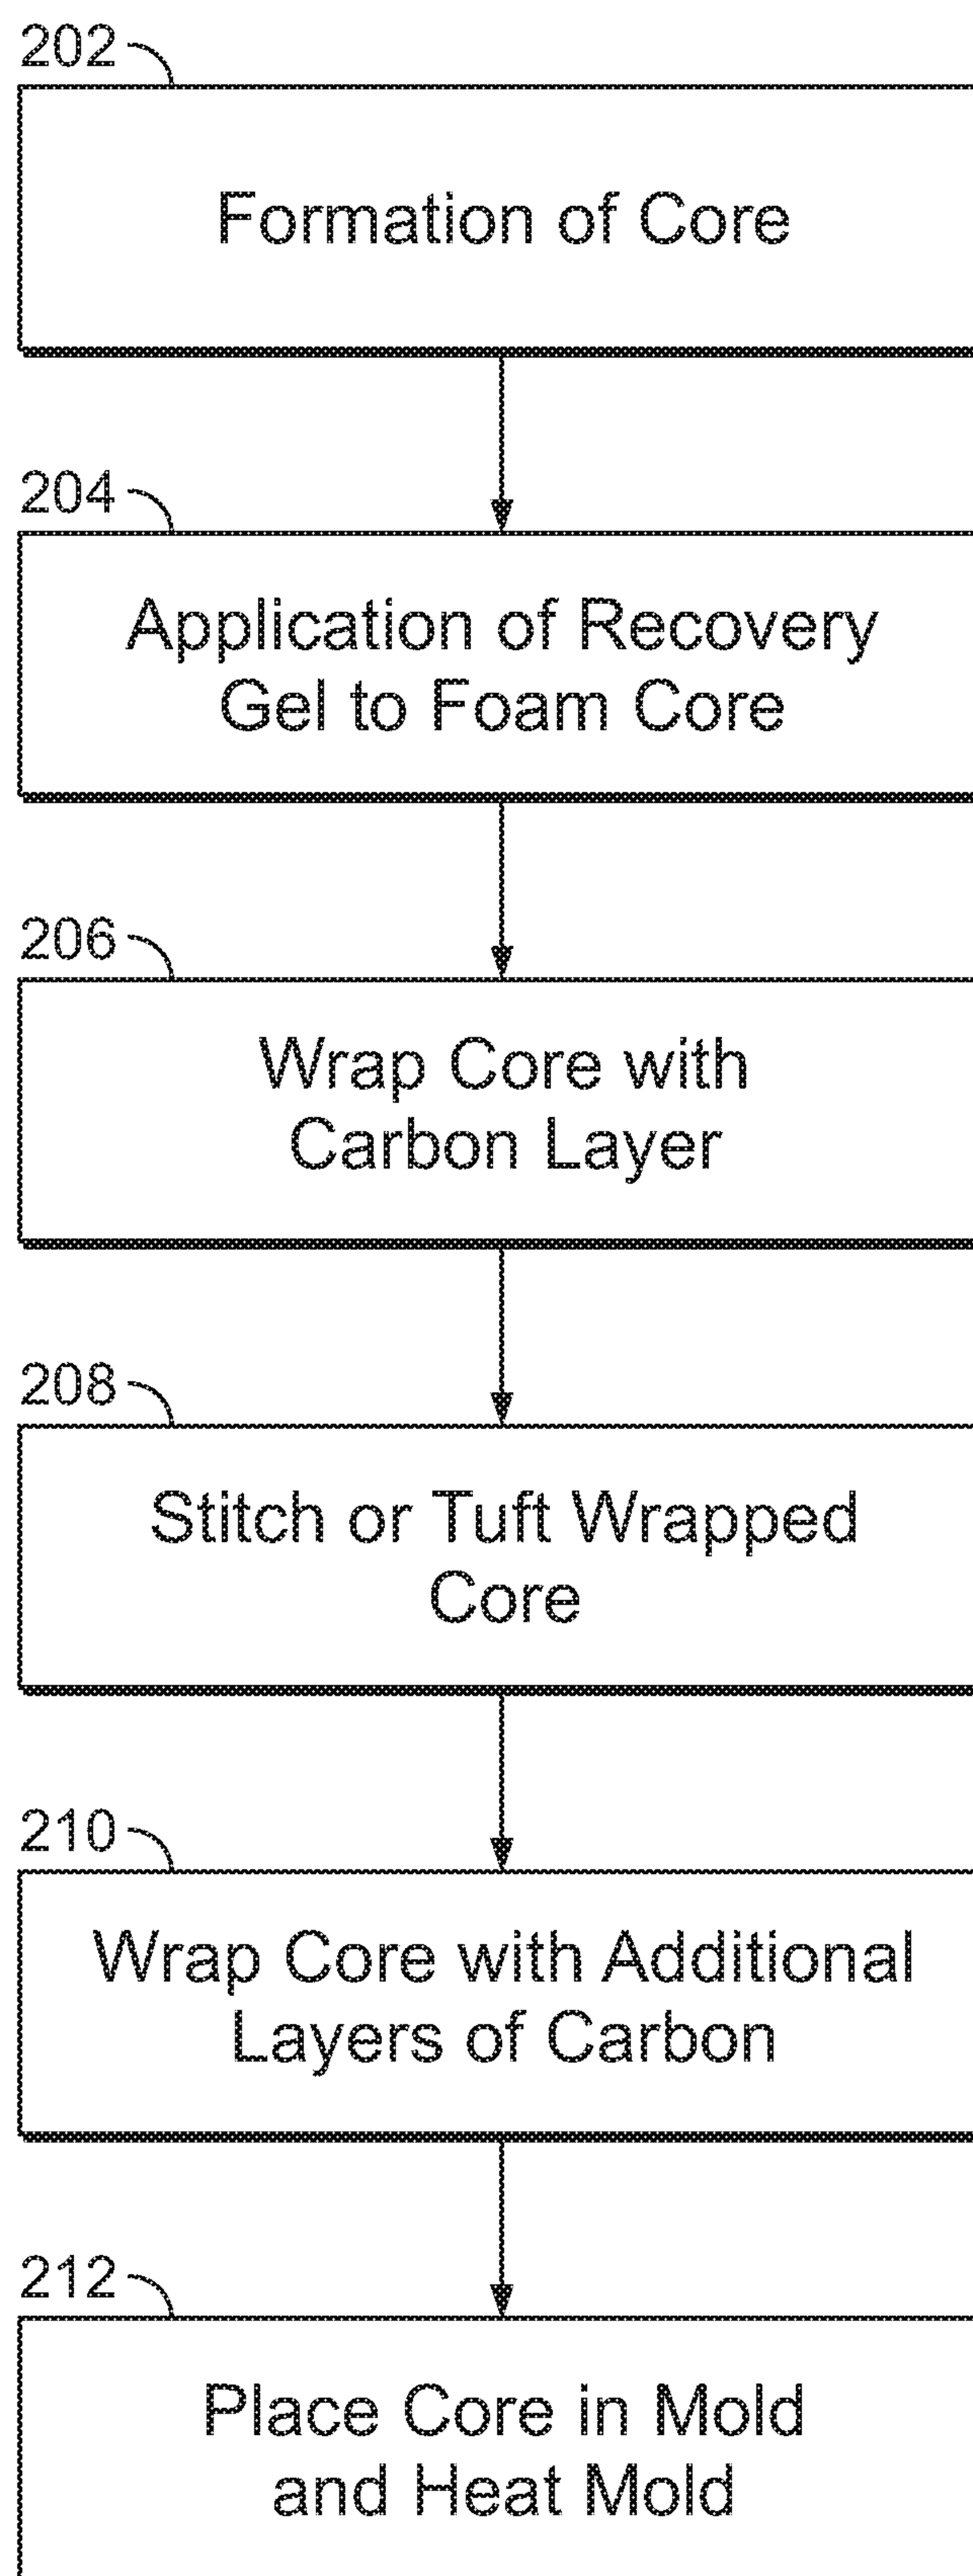 202
Formation of Core
204
Application of Recovery
Gel to Foam Core
206
Wrap Core with
Carbon Layer
208
Stitch or Tuft Wrapped
Core
210
Wrap Core with Additional
Layers of Carbon
212
Place Core in Mold
and Heat Mold